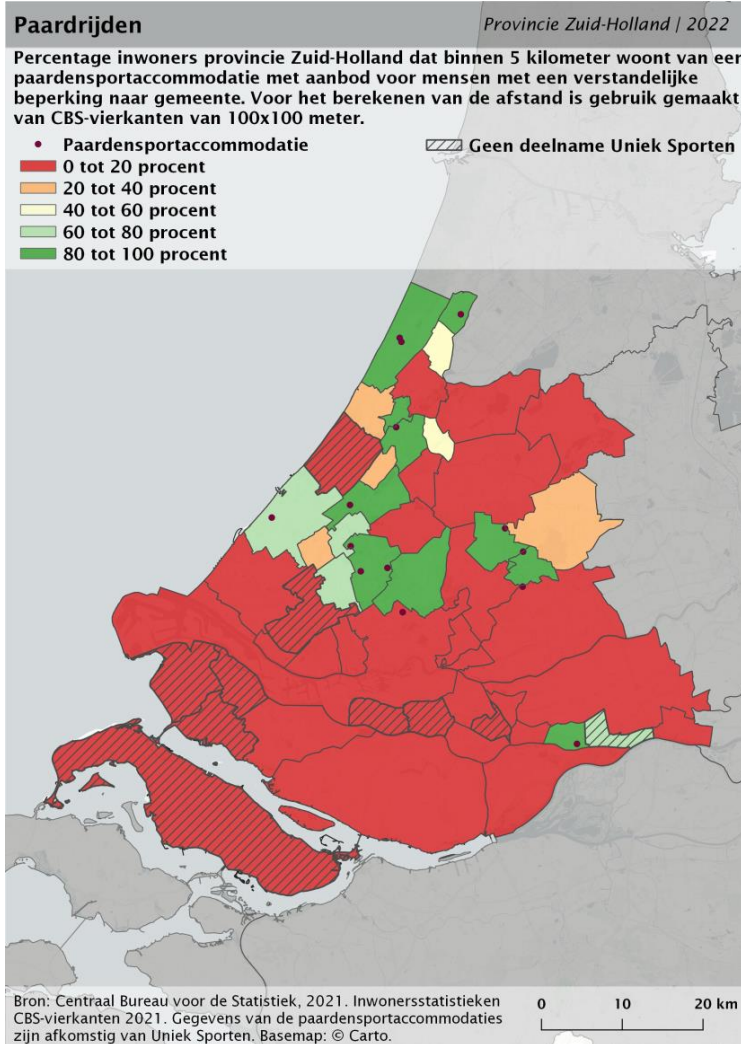 Paardrijden
Provincie Zuid-Holland | 2022
Percentage inwoners provincie Zuid-Holland dat binnen 5 kilometer woont van een
paardensportaccommodatie met aanbod voor mensen met een verstandelijke
beperking naar gemeente. Voor het berekenen van de afstand is gebruik gemaakt
van CBS-vierkanten van 100x100 meter.
Paardensportaccommodatie
Geen deelname Uniek Sporten
0 tot 20 procent
20 tot 40 procent
40 tot 60 procent
60 tot 80 procent
80 tot 100 procent
Bron: Centraal Bureau voor de Statistiek, 2021. Inwonersstatistieken
CBS-vierkanten 2021. Gegevens van de paardensportaccommodaties
zijn afkomstig van Uniek Sporten. Basemap: © Carto.
0 10 20 km